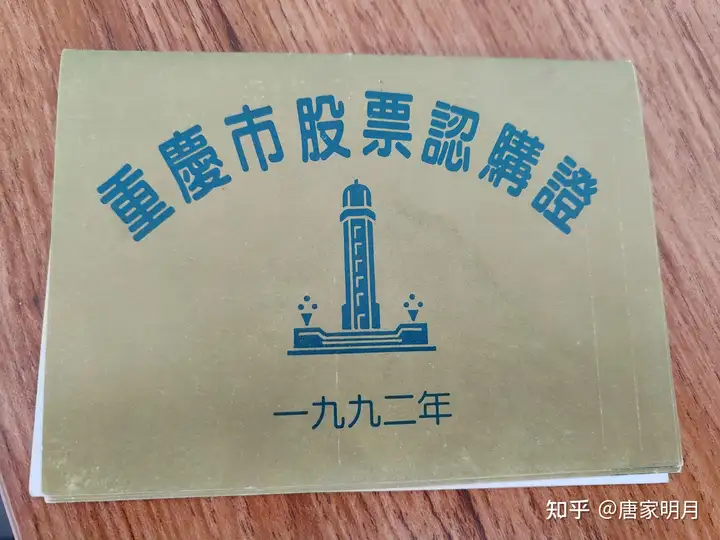 重慶市股票認購證
一九九二年
知乎 @唐家明月